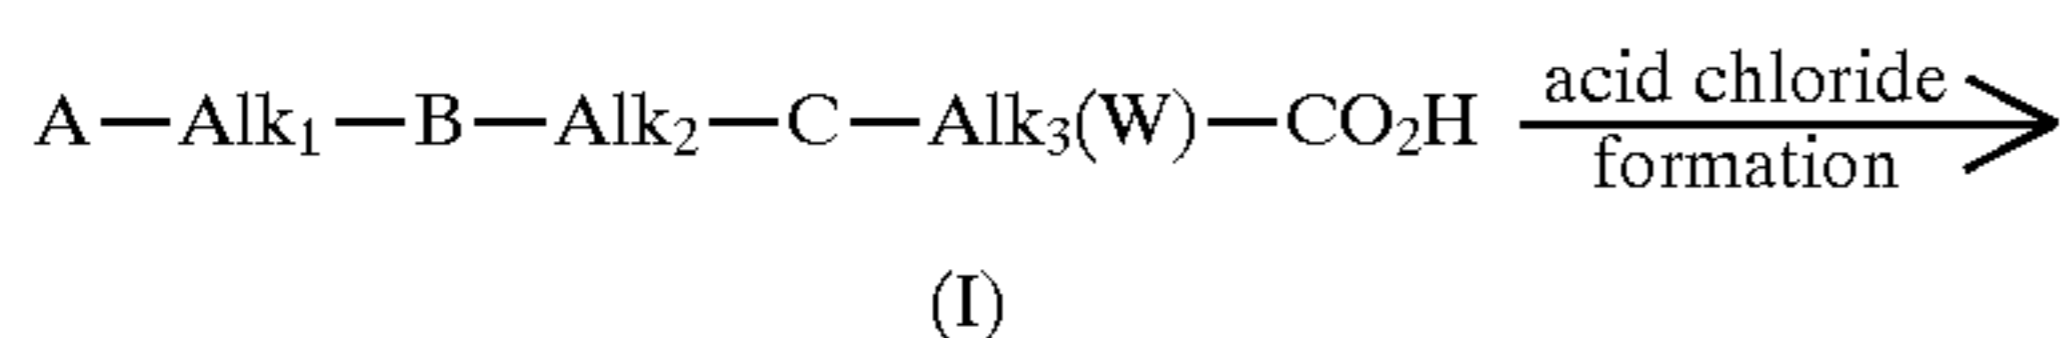 A—Alk₁—B—Alk₂—C—Alk₃(W)—CO₂H
acid chloride
formation
(I)